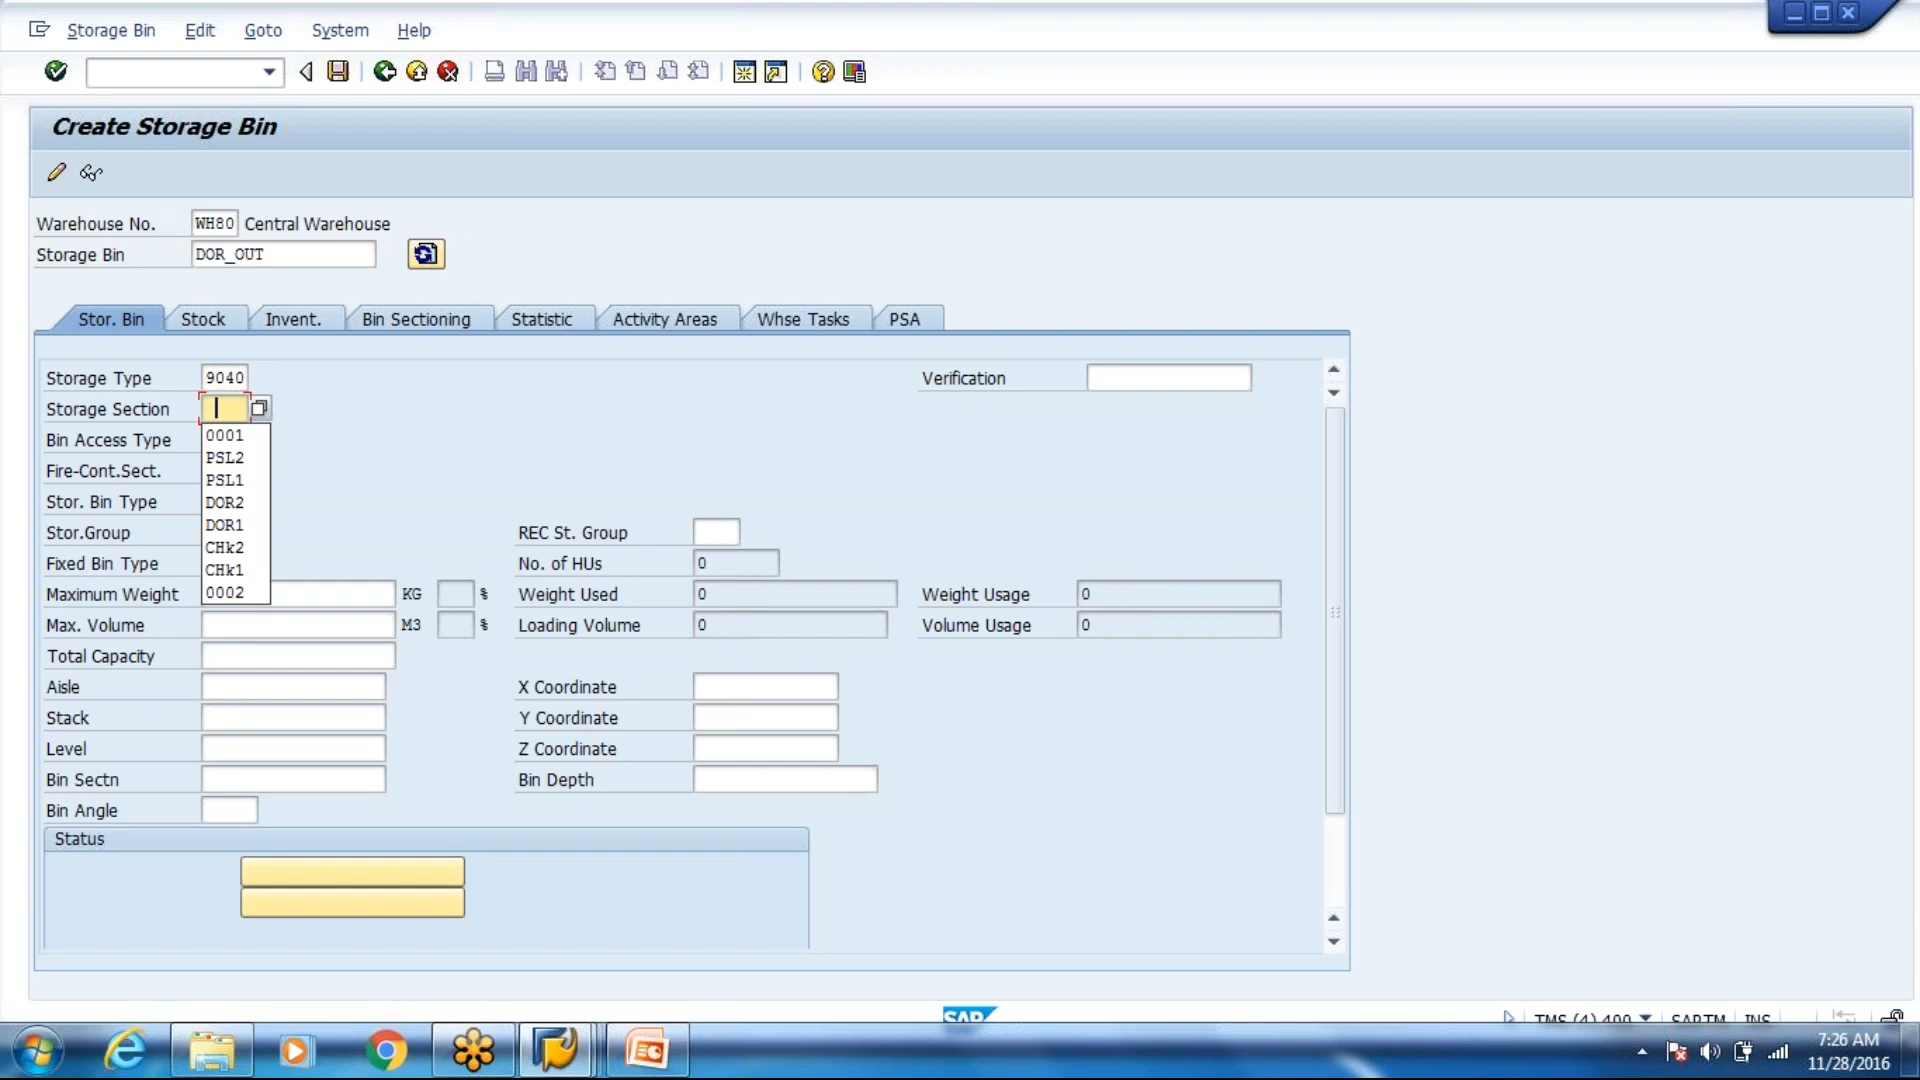 Storage Bin Edit Goto System Help
Create Storage Bin
Warehouse No. WH80 Central Warehouse
Storage Bin DOR_OUT
Stor. Bin Stock Invent. Bin Sectioning Statistic Activity Areas Whse Tasks PSA
Storage Type 9040 Verification
Storage Section
0001
Bin Access Type
PSL2
Fire-Cont.Sect.
PSL1
Stor. Bin Type DOR2
DOR1
Stor.Group REC St. Group
CHk2
Fixed Bin Type CHk1 No. of HUs 0
0002
Maximum Weight KG % Weight Used 0 Weight Usage 0
Max. Volume M3 % Loading Volume 0 Volume Usage 0
Total Capacity
Aisle X Coordinate
Stack Y Coordinate
Level Z Coordinate
Bin Sectn Bin Depth
Bin Angle
Status
SAP TMS (4) 400 SAPTM INS
7:26 AM
11/28/2016